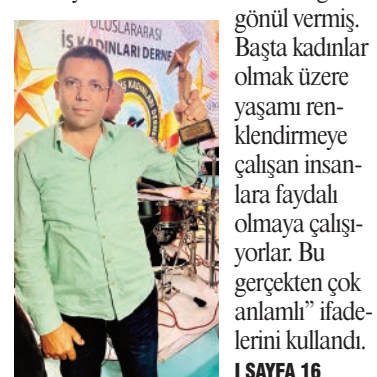 ULUSLARARASI
İŞ KADINLARI DERNE
gönül vermiş.
Başta kadınlar
olmak üzere
yaşamı ren-
klendirmeye
çalışan insan-
lara faydalı
olmaya çalışı-
yorlar. Bu
gerçekten çok
anlamlı” ifade-
lerini kullandı.
I SAYFA 16